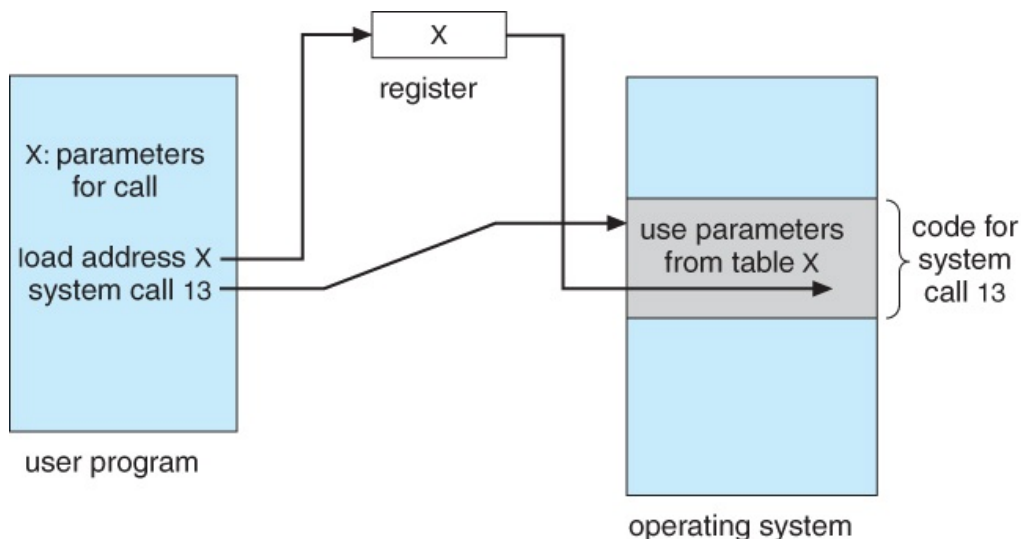 X
register
X: parameters
for call
load address X
system call 13
user program
use parameters
from table X
code for
system
call 13
operating system